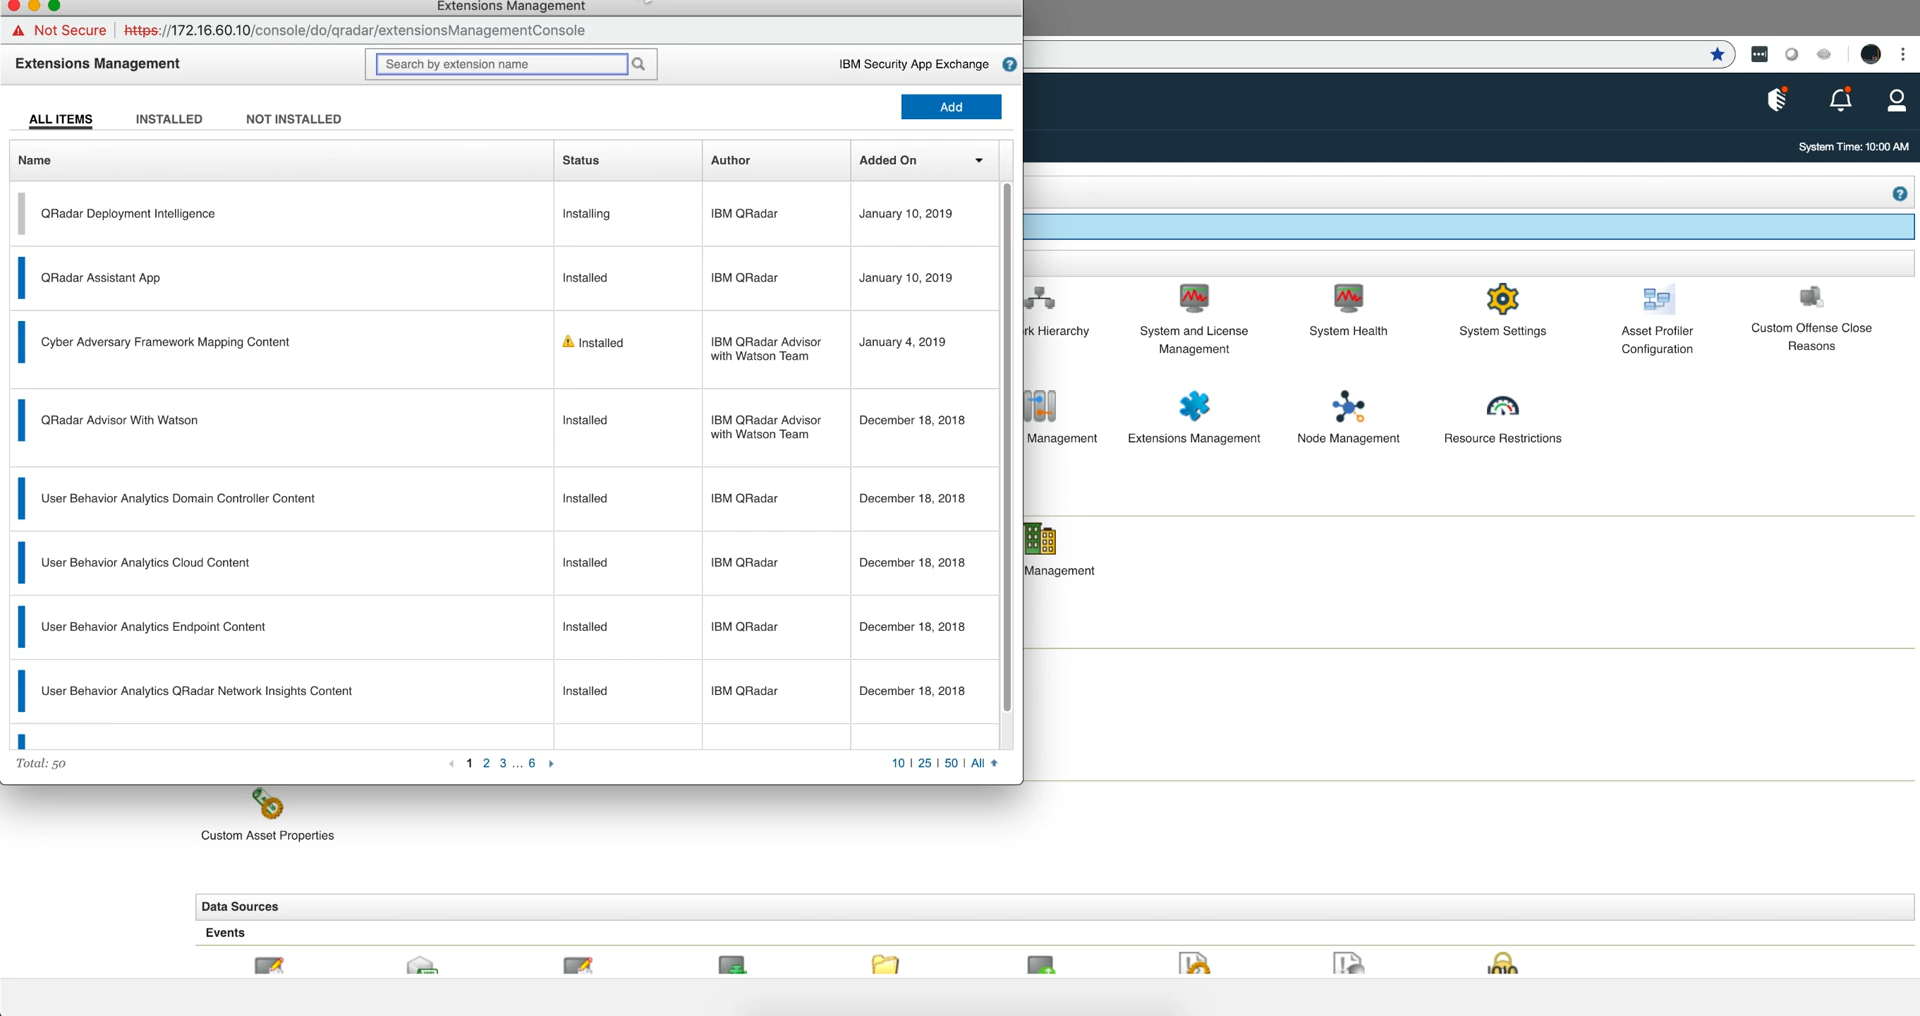 Extensions Management
Not Secure | https://172.16.60.10/console/do/qradar/extensionsManagementConsole
Extensions Management
Search by extension name
IBM Security App Exchange
?
Add
ALL ITEMS
INSTALLED
NOT INSTALLED
Name Status Author Added On
QRadar Deployment Intelligence Installing IBM QRadar January 10, 2019
QRadar Assistant App Installed IBM QRadar January 10, 2019
Cyber Adversary Framework Mapping Content Installed IBM QRadar Advisor January 4, 2019
with Watson Team
QRadar Advisor With Watson Installed IBM QRadar Advisor December 18, 2018
with Watson Team
User Behavior Analytics Domain Controller Content Installed IBM QRadar December 18, 2018
User Behavior Analytics Cloud Content Installed IBM QRadar December 18, 2018
User Behavior Analytics Endpoint Content Installed IBM QRadar December 18, 2018
User Behavior Analytics QRadar Network Insights Content Installed IBM QRadar December 18, 2018
Total: 50
1 2 3 ... 6
10 | 25 | 50 | All
System Time: 10:00 AM
?
rk Hierarchy
System and License
Management
System Health
System Settings
Asset Profiler
Configuration
Custom Offense Close
Reasons
Management
Extensions Management
Node Management
Resource Restrictions
Management
Custom Asset Properties
Data Sources
Events